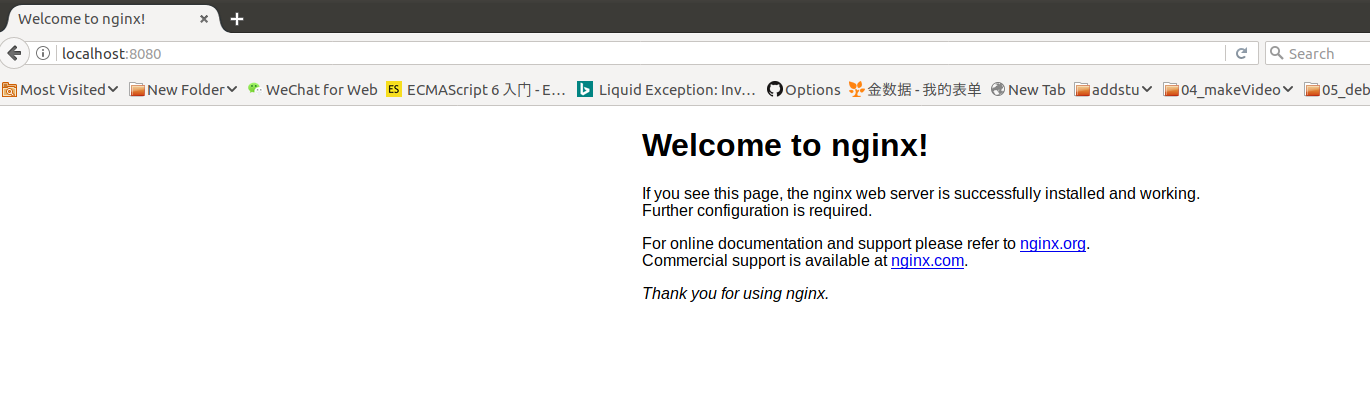 Welcome to nginx!
localhost:8080
Search
Most Visited New Folder WeChat for Web ES ECMAScript 6 入门 - E… Liquid Exception: Inv… Options 金数据 - 我的表单 New Tab addstu 04_makeVideo 05_deb
Welcome to nginx!
If you see this page, the nginx web server is successfully installed and working.
Further configuration is required.
For online documentation and support please refer to nginx.org.
Commercial support is available at nginx.com.
Thank you for using nginx.